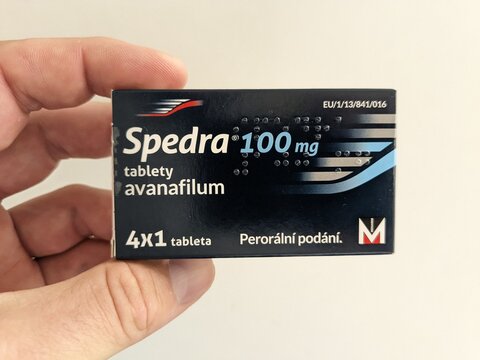 EU/1/13/841/016
Spedra 100 mg
tablety
avanafilum
4x1 tableta
Perorální podání.
M